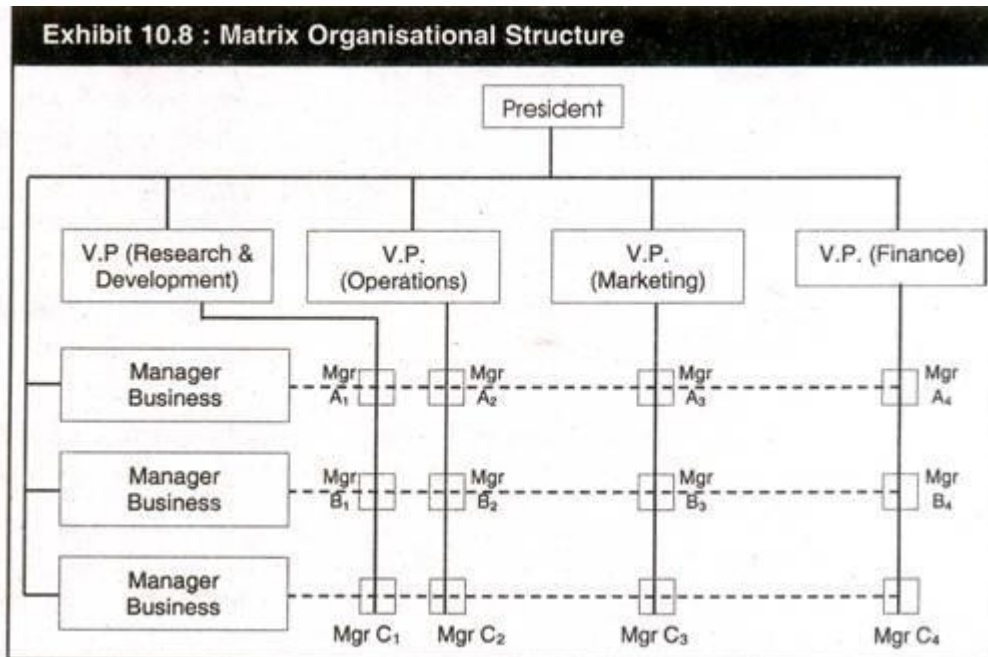 Exhibit 10.8 : Matrix Organisational Structure
President
V.P (Research &
Development)
V.P.
(Operations)
V.P.
(Marketing)
V.P. (Finance)
Manager
Business
Mgr
A₁
Mgr
A₂
Mgr
A₃
Mgr
A₄
Manager
Business
Mgr
B₁
Mgr
B₂
Mgr
B₃
Mgr
B₄
Manager
Business
Mgr C₁
Mgr C₂
Mgr C₃
Mgr C₄